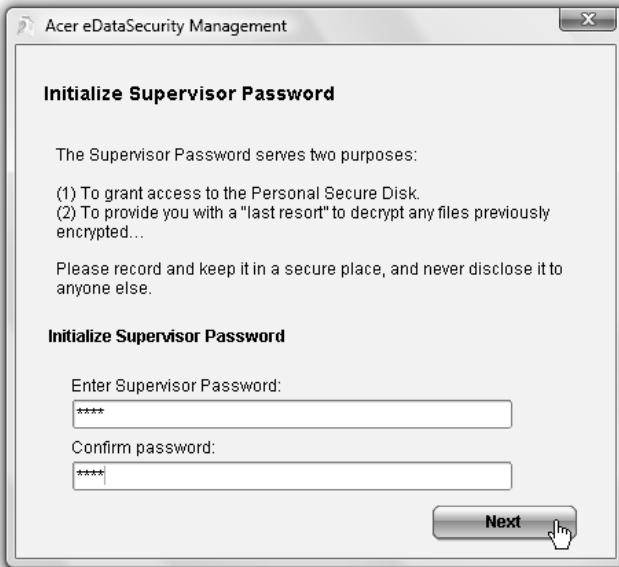 Acer eDataSecurity Management
x
Initialize Supervisor Password
The Supervisor Password serves two purposes:
(1) To grant access to the Personal Secure Disk.
(2) To provide you with a "last resort" to decrypt any files previously
encrypted...
Please record and keep it in a secure place, and never disclose it to
anyone else.
Initialize Supervisor Password
Enter Supervisor Password:
****
Confirm password:
****
Next